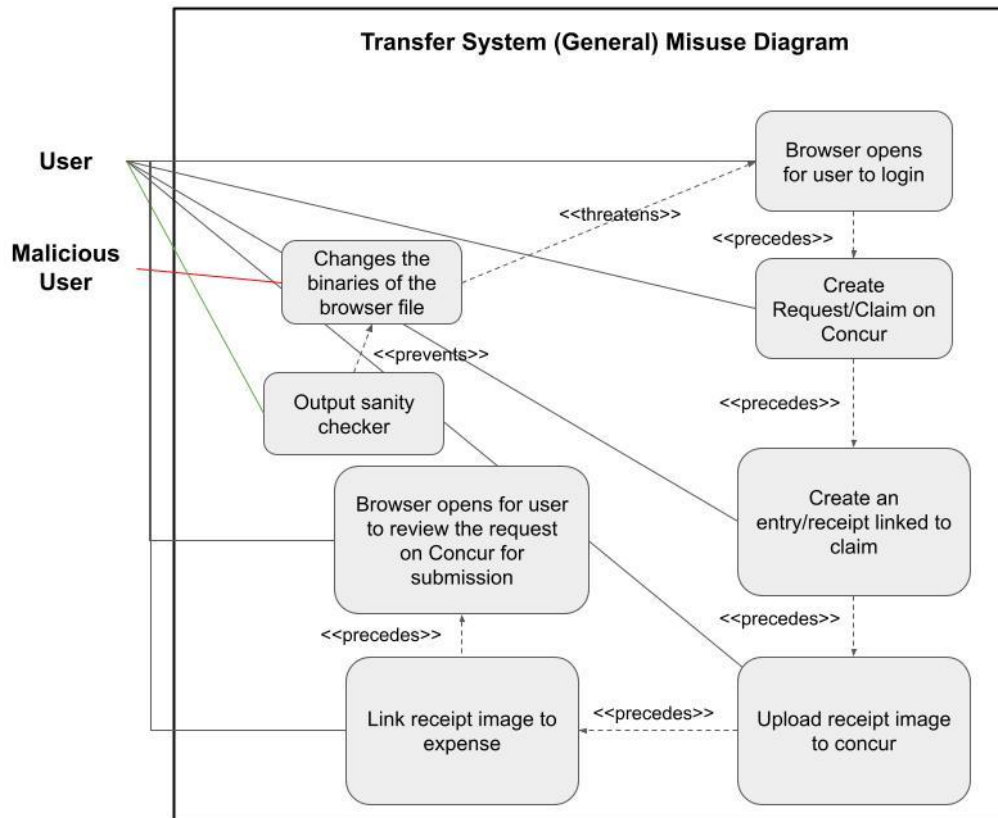 Transfer System (General) Misuse Diagram
User
Malicious
User
Browser opens
for user to login
<<threatens>>
<<precedes>>
Changes the
binaries of the
browser file
Create
Request/Claim on
Concur
<<prevents>>
Output sanity
checker
<<precedes>>
Browser opens for user
to review the request
on Concur for
submission
Create an
entry/receipt linked to
claim
<<precedes>>
<<precedes>>
Link receipt image to
expense
<<precedes>>
Upload receipt image
to concur